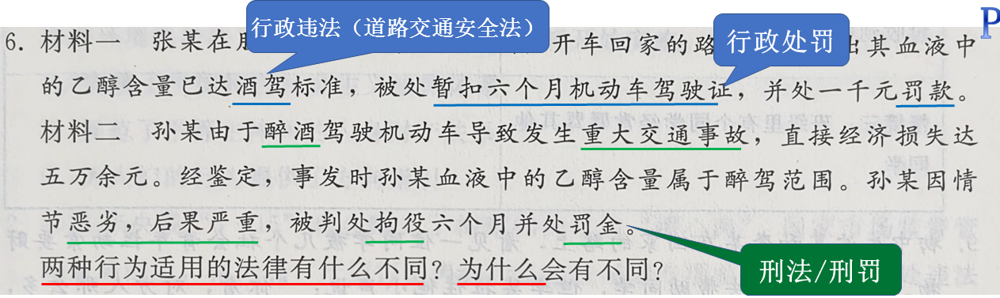 行政违法（道路交通安全法）
行政处罚
P
6. 材料一 张某在 开车回家的路 出其血液中
的乙醇含量已达酒驾标准，被处暂扣六个月机动车驾驶证，并处一千元罚款。
材料二 孙某由于醉酒驾驶机动车导致发生重大交通事故，直接经济损失达
五万余元。经鉴定，事发时孙某血液中的乙醇含量属于醉驾范围。孙某因情
节恶劣，后果严重，被判处拘役六个月并处罚金。
刑法/刑罚
两种行为适用的法律有什么不同？为什么会有不同？